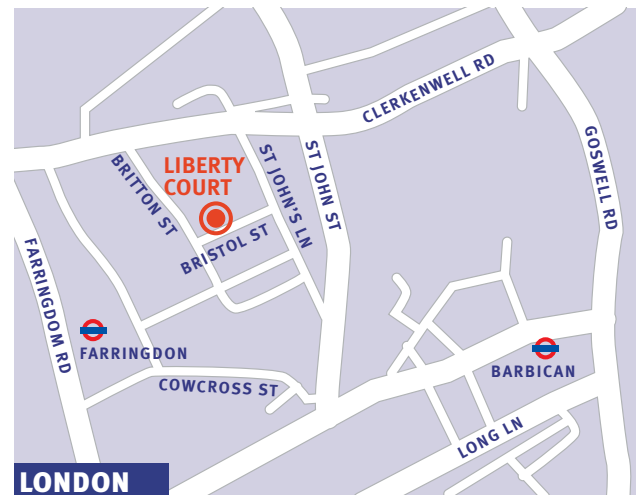 CLERKENWELL RD
GOSWELL RD
ST JOHN ST
ST JOHN'S LN
LIBERTY
COURT
BRITTON ST
BRISTOL ST
FARRINGDOM RD
FARRINGDON
BARBICAN
COWCROSS ST
LONG LN
LONDON